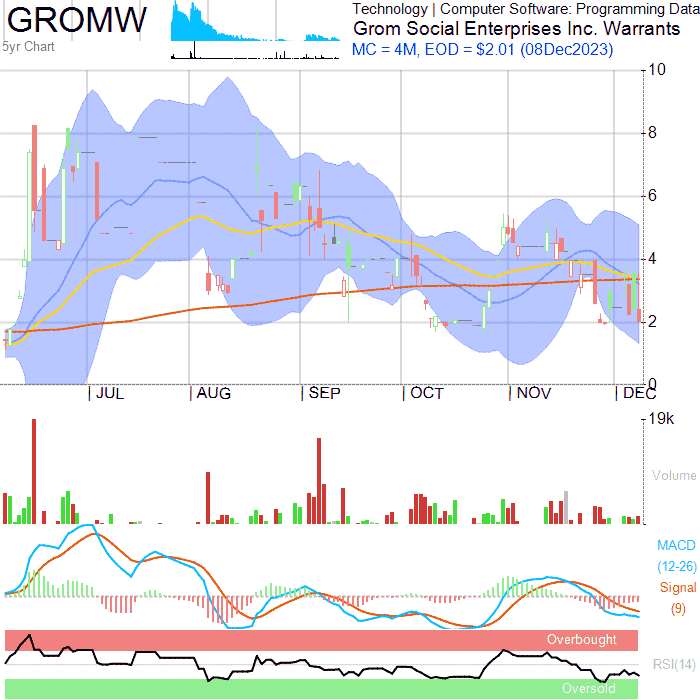 GROMW
5yr Chart
Technology | Computer Software: Programming Data
Grom Social Enterprises Inc. Warrants
MC = 4M, EOD = $2.01 (08Dec2023)
10
8
6
4
2
0
JUL AUG SEP OCT NOV DEC
19k
Volume
MACD
(12-26)
Signal
(9)
Overbought
RSI(14)
Oversold